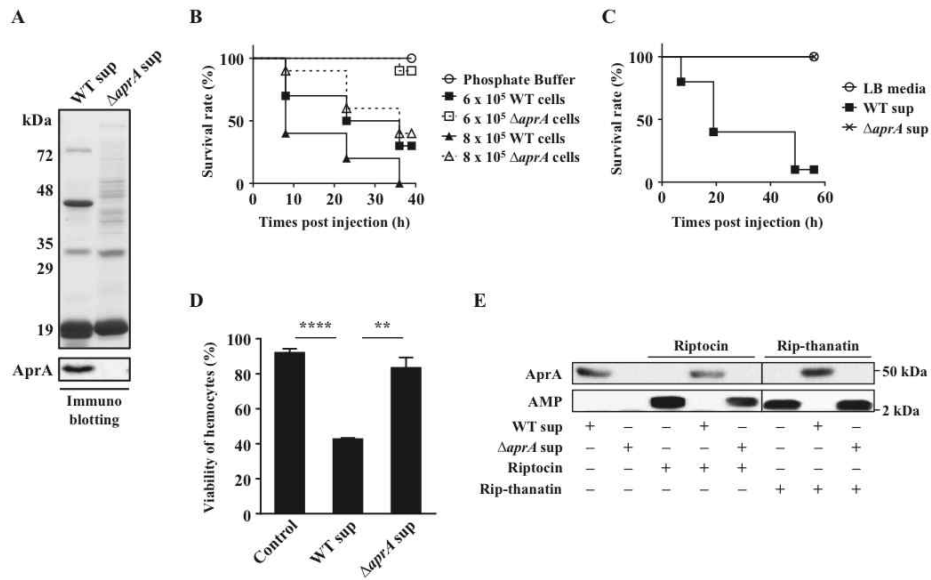 A
WT sup
ΔaprA sup
kDa
72
48
35
29
19
AprA
Immuno
blotting
B
Survival rate (%)
100
50
0
0 10 20 30 40
Times post injection (h)
Phosphate Buffer
6 x 10⁵ WT cells
6 x 10⁵ ΔaprA cells
8 x 10⁵ WT cells
8 x 10⁵ ΔaprA cells
C
Survival rate (%)
100
50
0
0 20 40 60
Times post injection (h)
LB media
WT sup
ΔaprA sup
D
Viability of hemocytes (%)
**** **
100
80
60
40
80
0
Control
WT sup
ΔaprA sup
E
Riptocin Rip-thanatin
AprA 50 kDa
AMP 2 kDa
WT sup + – – + – – + –
ΔaprA sup – + – – + – – +
Riptocin – – + + + – – –
Rip-thanatin – – – – – + + +